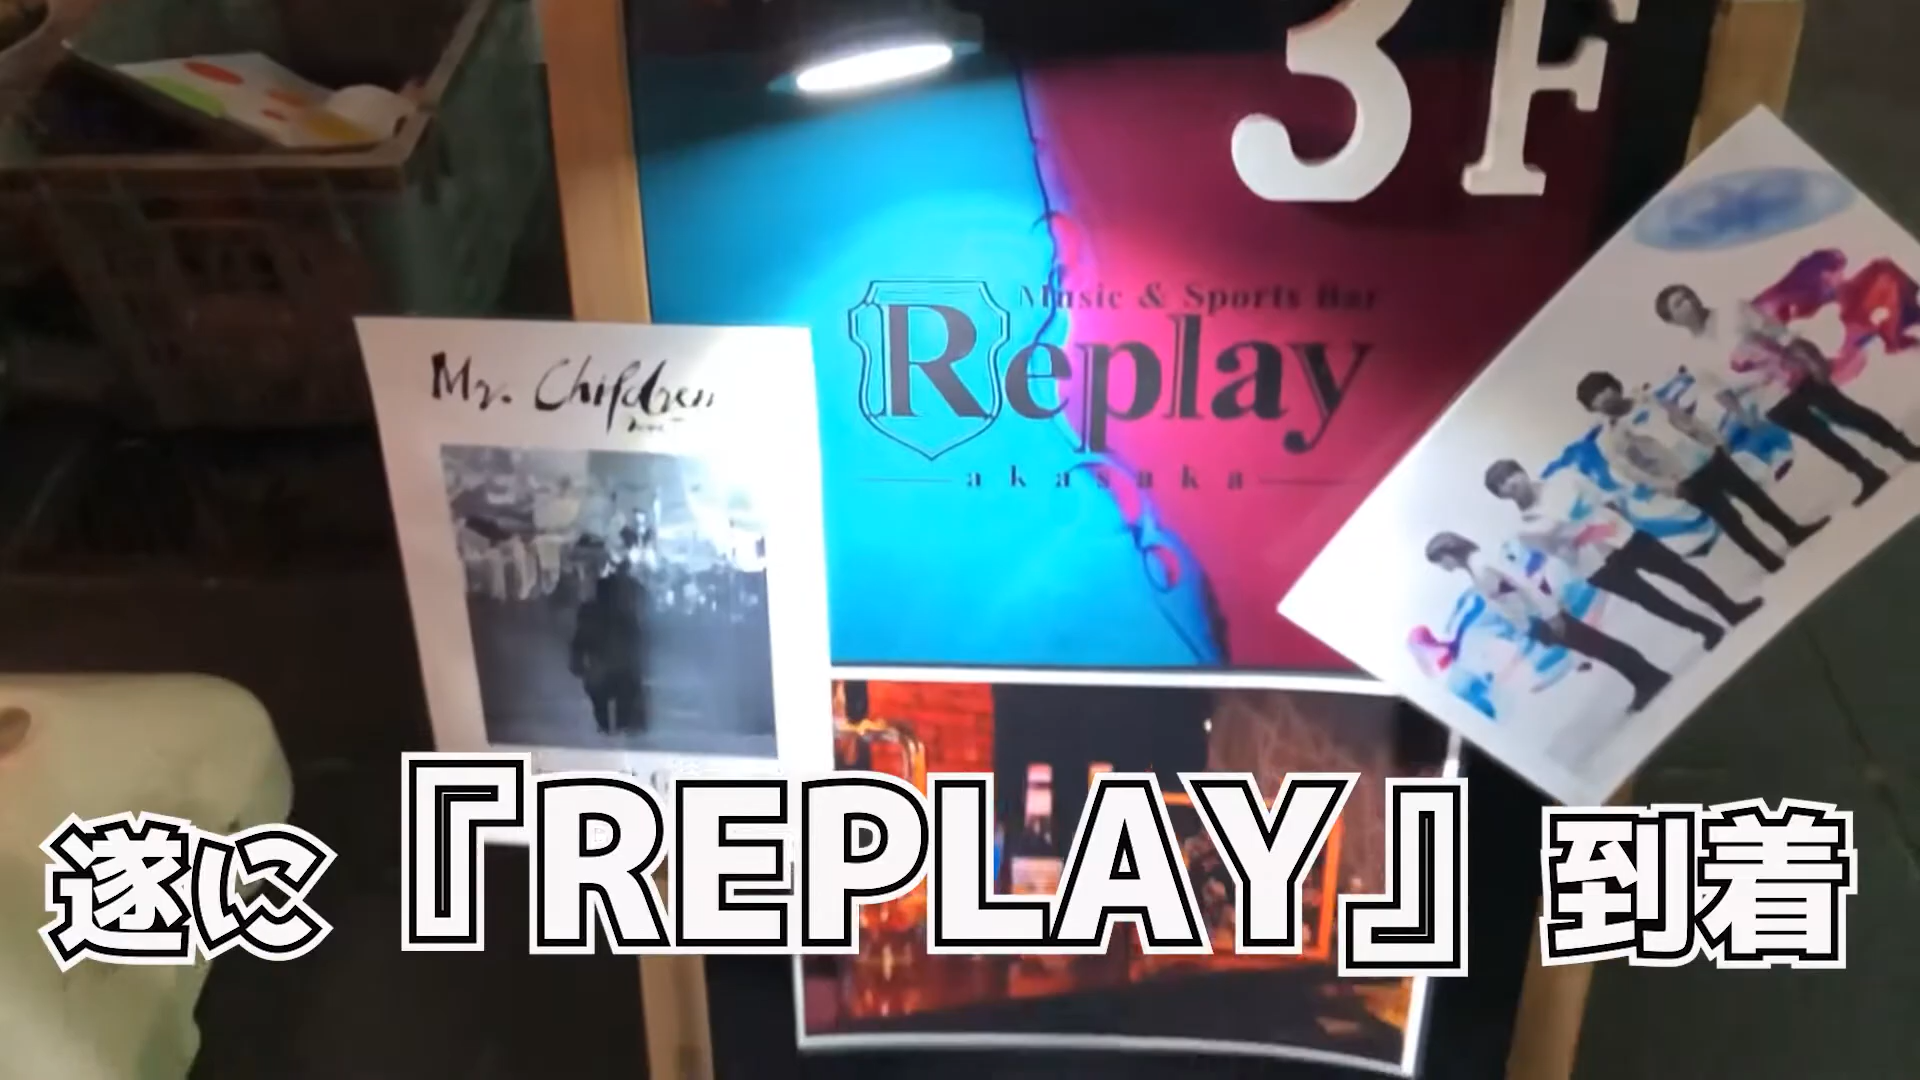 3F
Music & Sports Bar
Replay
akasaka
Mr. Children
遂に『REPLAY』到着